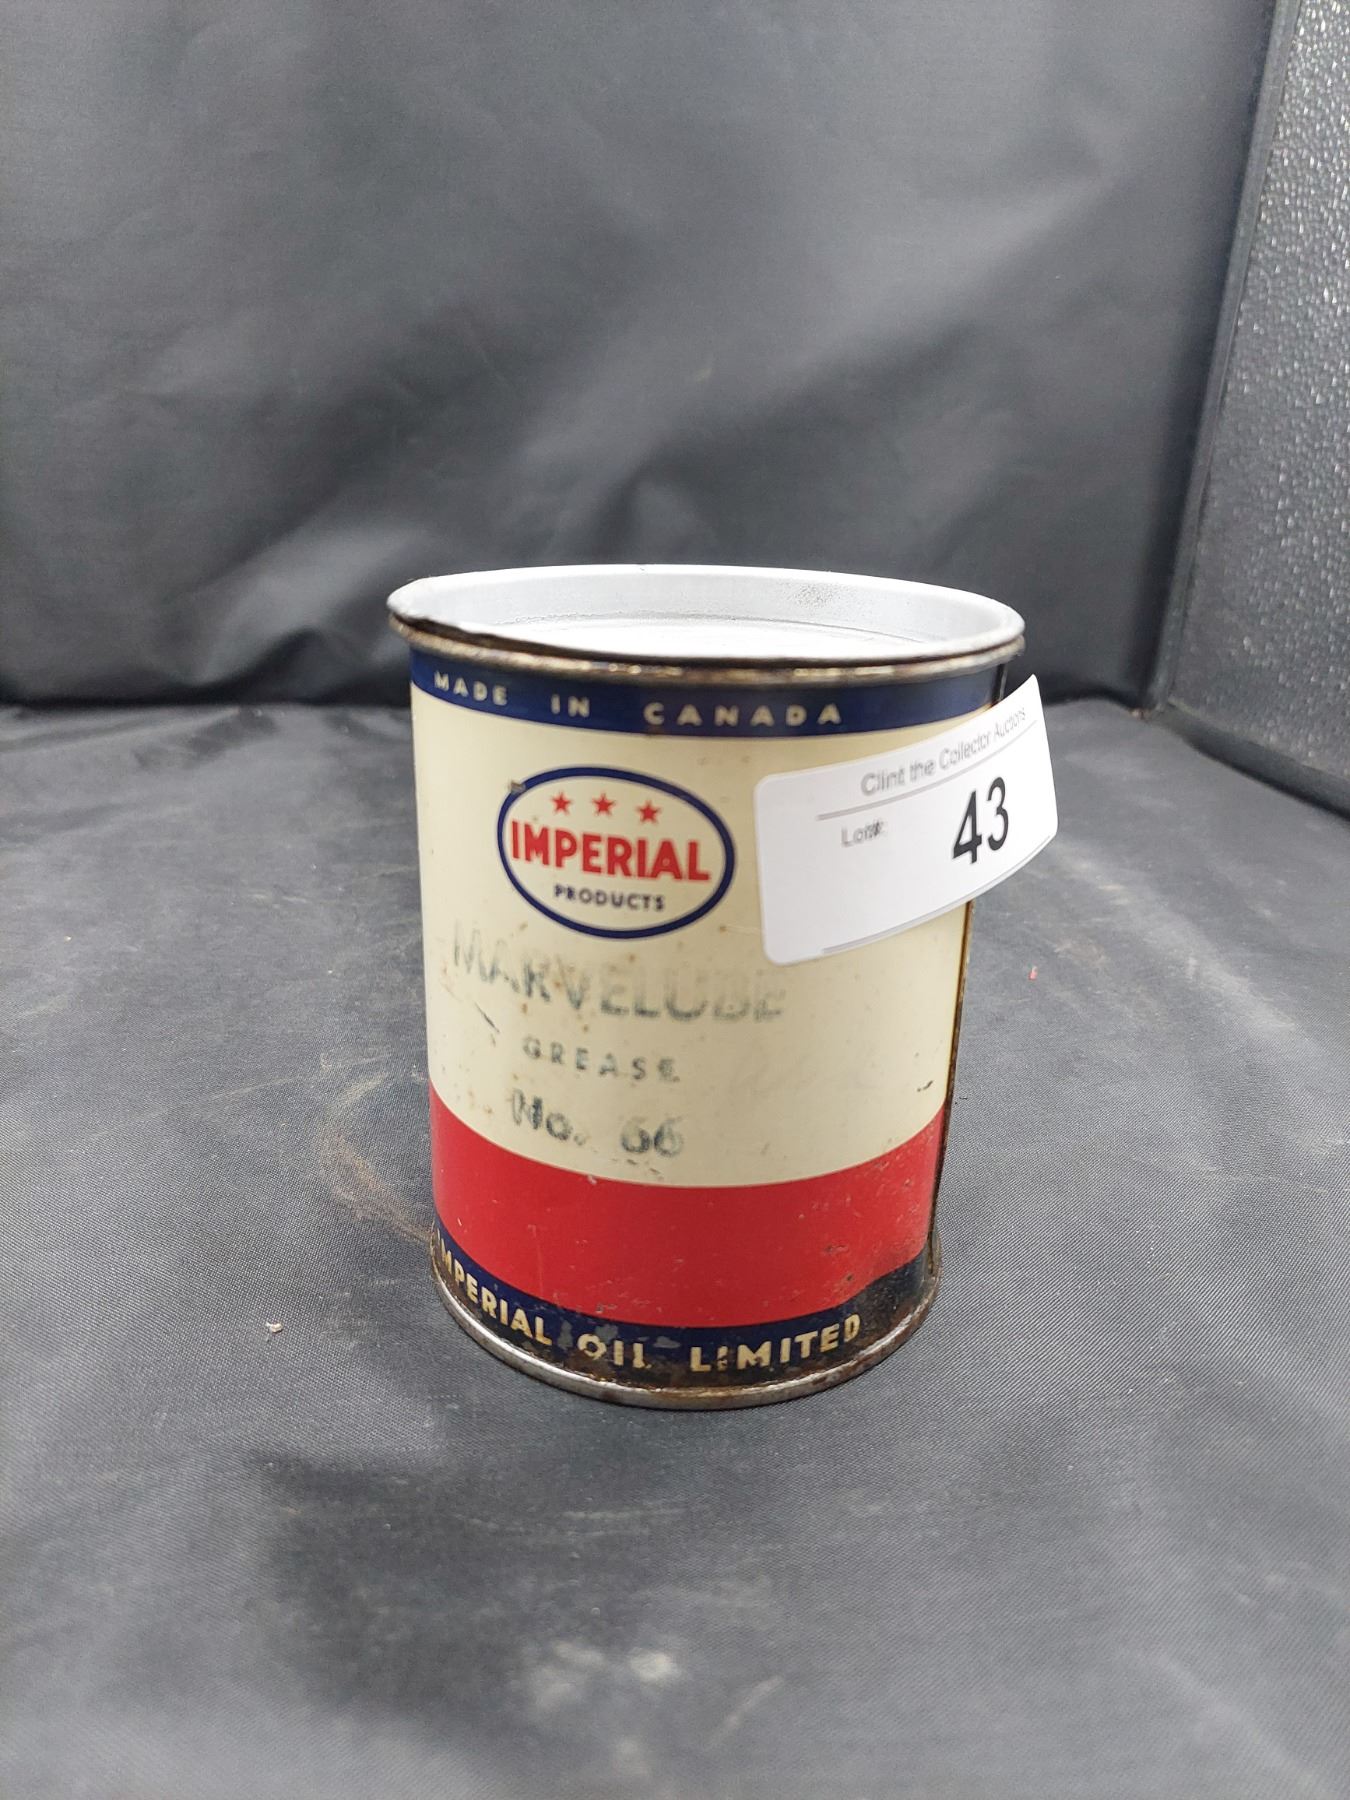 MADE IN CANADA
IMPERIAL
PRODUCTS
MARVELUBE
GREASE
No. 66
IMPERIAL OIL LIMITED
Clint the Collector Auctions
Lot#:
43